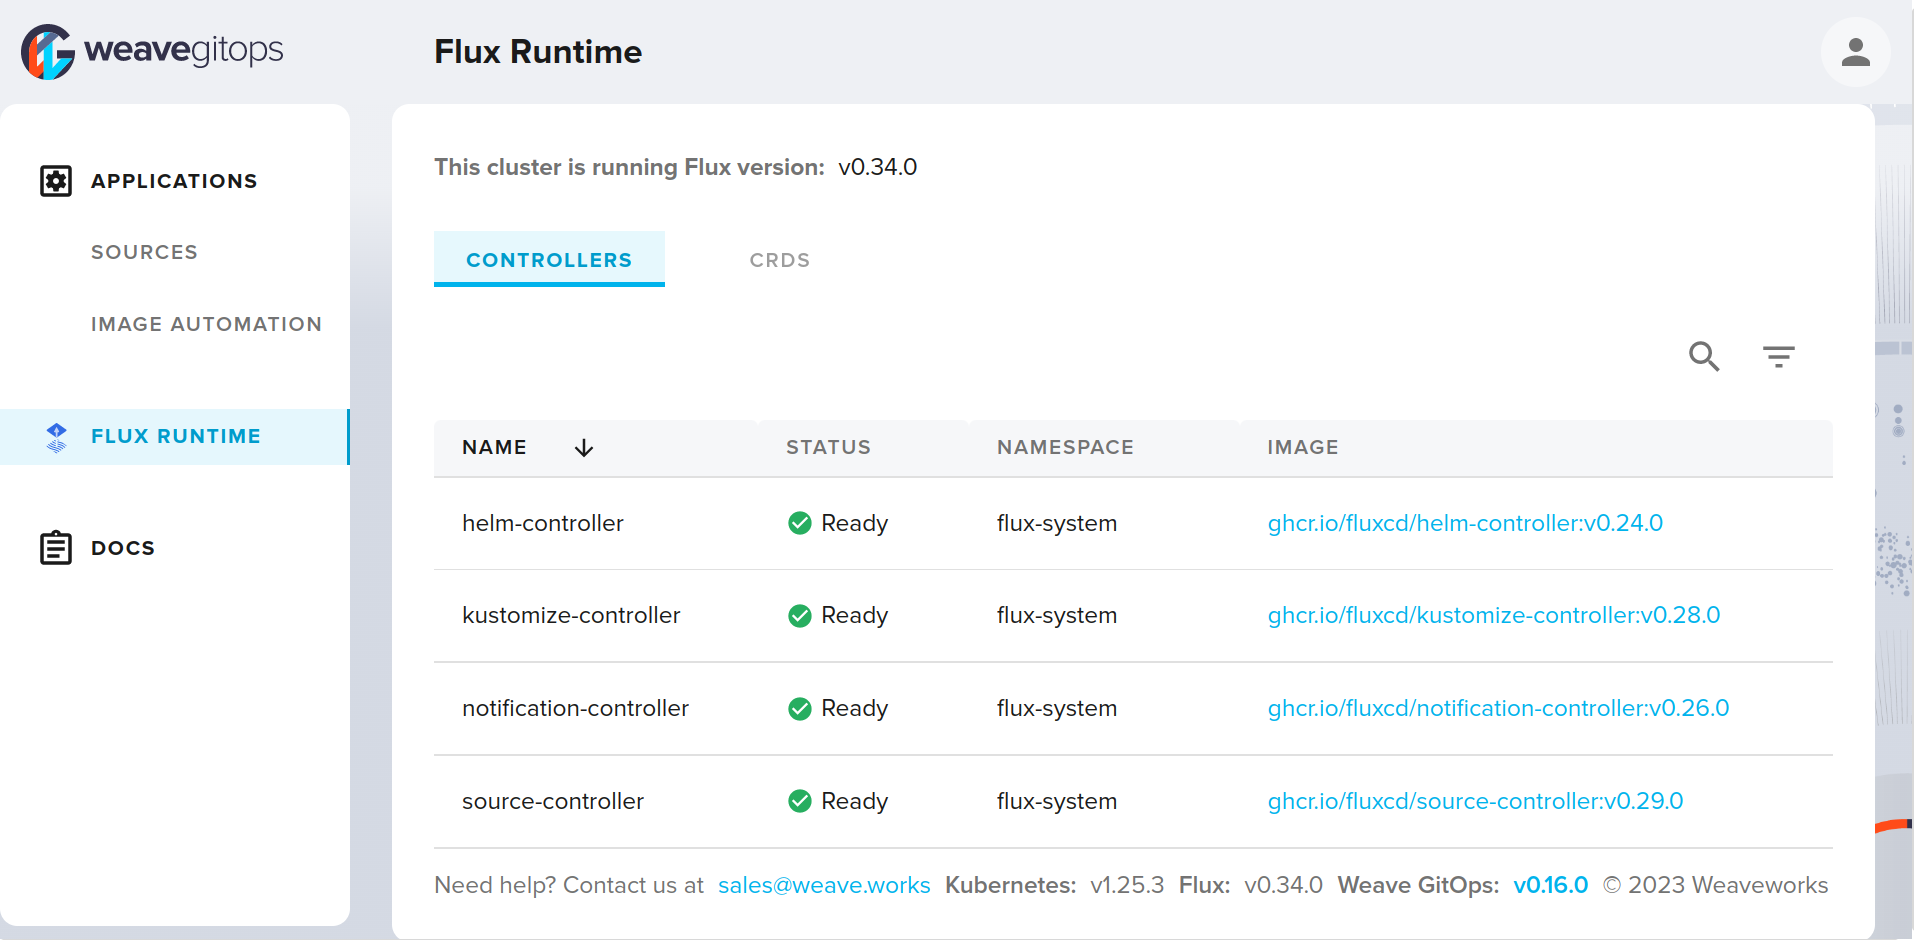 weavegitops
Flux Runtime
APPLICATIONS
SOURCES
IMAGE AUTOMATION
FLUX RUNTIME
DOCS
This cluster is running Flux version: v0.34.0
CONTROLLERS CRDS
NAME STATUS NAMESPACE IMAGE
helm-controller Ready flux-system ghcr.io/fluxcd/helm-controller:v0.24.0
kustomize-controller Ready flux-system ghcr.io/fluxcd/kustomize-controller:v0.28.0
notification-controller Ready flux-system ghcr.io/fluxcd/notification-controller:v0.26.0
source-controller Ready flux-system ghcr.io/fluxcd/source-controller:v0.29.0
Need help? Contact us at sales@weave.works Kubernetes: v1.25.3 Flux: v0.34.0 Weave GitOps: v0.16.0 © 2023 Weaveworks